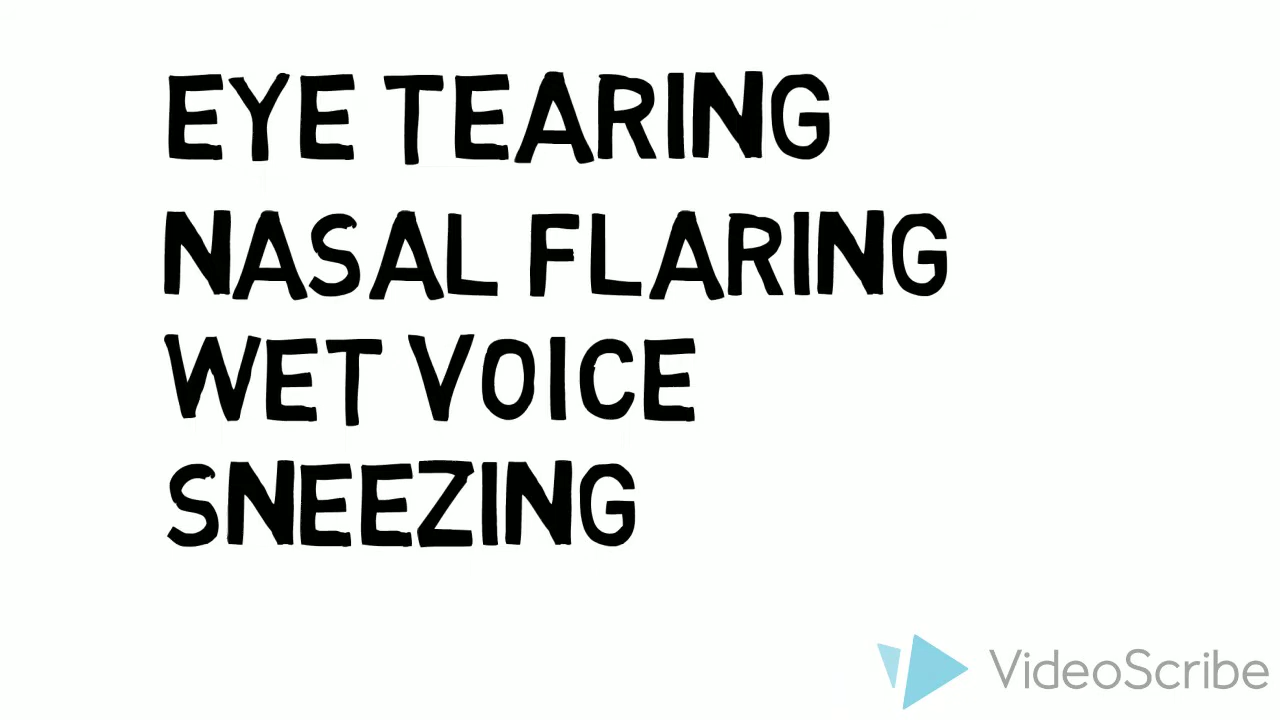 EYE TEARING
NASAL FLARING
WET VOICE
SNEEZING
VideoScribe